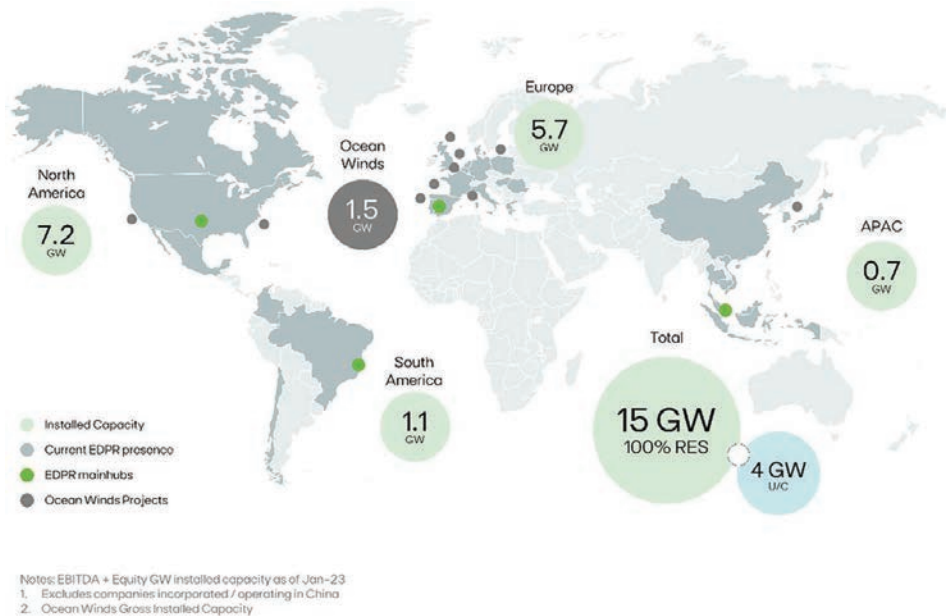 Europe
5.7
GW
Ocean
Winds
1.5
GW
North
America
7.2
GW
APAC
0.7
GW
Total
15 GW
100% RES
4 GW
U/C
South
America
1.1
GW
Installed Capacity
Current EDPR presence
EDPR mainhubs
Ocean Winds Projects
Notes: EBITDA + Equity GW installed capacity as of Jan-23
1. Excludes companies incorporated / operating in China
2. Ocean Winds Gross Installed Capacity